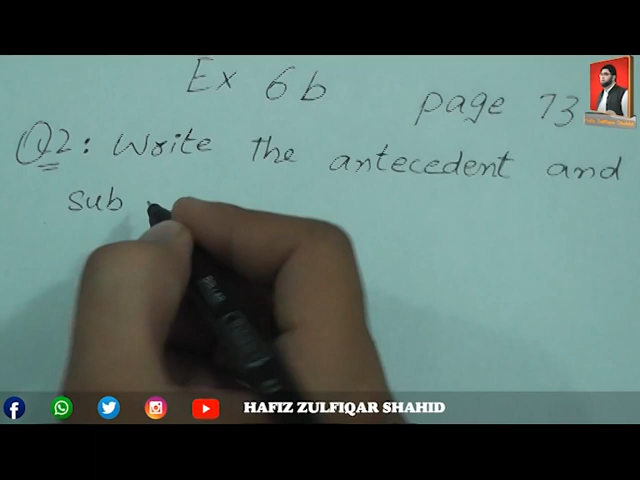 Ex 6b page 73
Q2: Write the antecedent and
sub
HAFIZ ZULFIQAR SHAHID